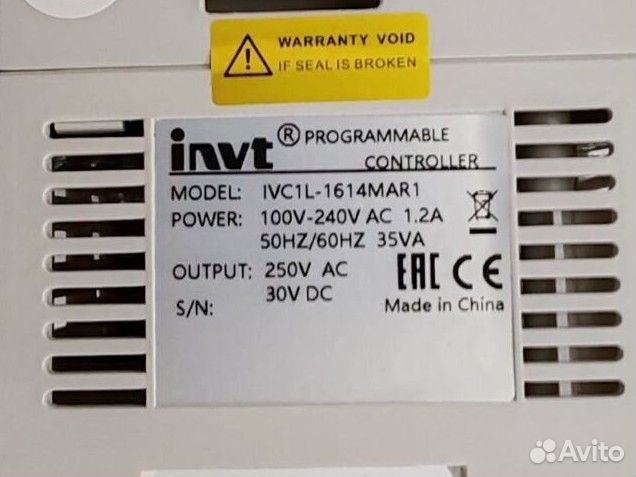 WARRANTY VOID
IF SEAL IS BROKEN
invt® PROGRAMMABLE
CONTROLLER
MODEL: IVC1L-1614MAR1
POWER: 100V-240V AC 1.2A
50HZ/60HZ 35VA
OUTPUT: 250V AC
30V DC
EAC CE
S/N:
Made in China
Avito